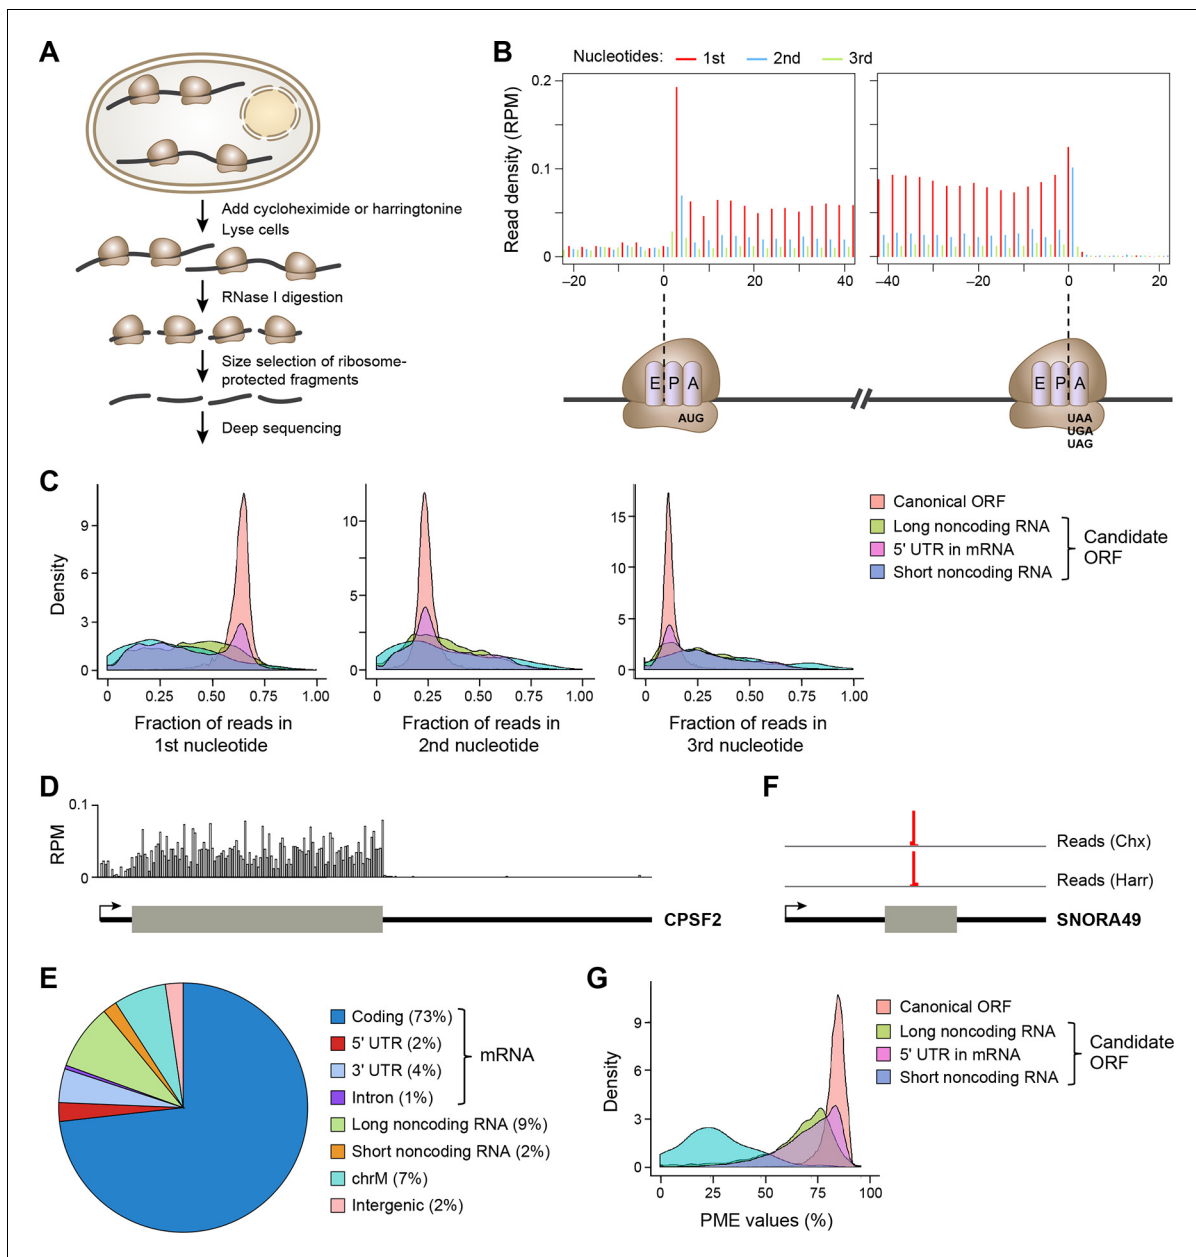 A
Add cycloheximide or harringtonine
Lyse cells
RNase I digestion
Size selection of ribosome-
protected fragments
Deep sequencing
B
Nucleotides: 1st 2nd 3rd
Read density (RPM)
0.2
0.1
0
–20 0 20 40
–40 –20 0 20
E P A
AUG
E P A
UAA
UGA
UAG
C
Density
9
6
3
0
0 0.25 0.50 0.75 1.00
Fraction of reads in
1st nucleotide
10
5
0
0 0.25 0.50 0.75 1.00
Fraction of reads in
2nd nucleotide
15
10
5
0
0 0.25 0.50 0.75 1.00
Fraction of reads in
3rd nucleotide
Canonical ORF
Long noncoding RNA
5' UTR in mRNA
Short noncoding RNA
Candidate
ORF
D
RPM
0.1
0
CPSF2
F
Reads (Chx)
Reads (Harr)
SNORA49
E
Coding (73%)
5' UTR (2%)
3' UTR (4%)
Intron (1%)
mRNA
Long noncoding RNA (9%)
Short noncoding RNA (2%)
chrM (7%)
Intergenic (2%)
G
Density
9
6
3
0
0 25 50 75 100
PME values (%)
Canonical ORF
Long noncoding RNA
5' UTR in mRNA
Short noncoding RNA
Candidate
ORF